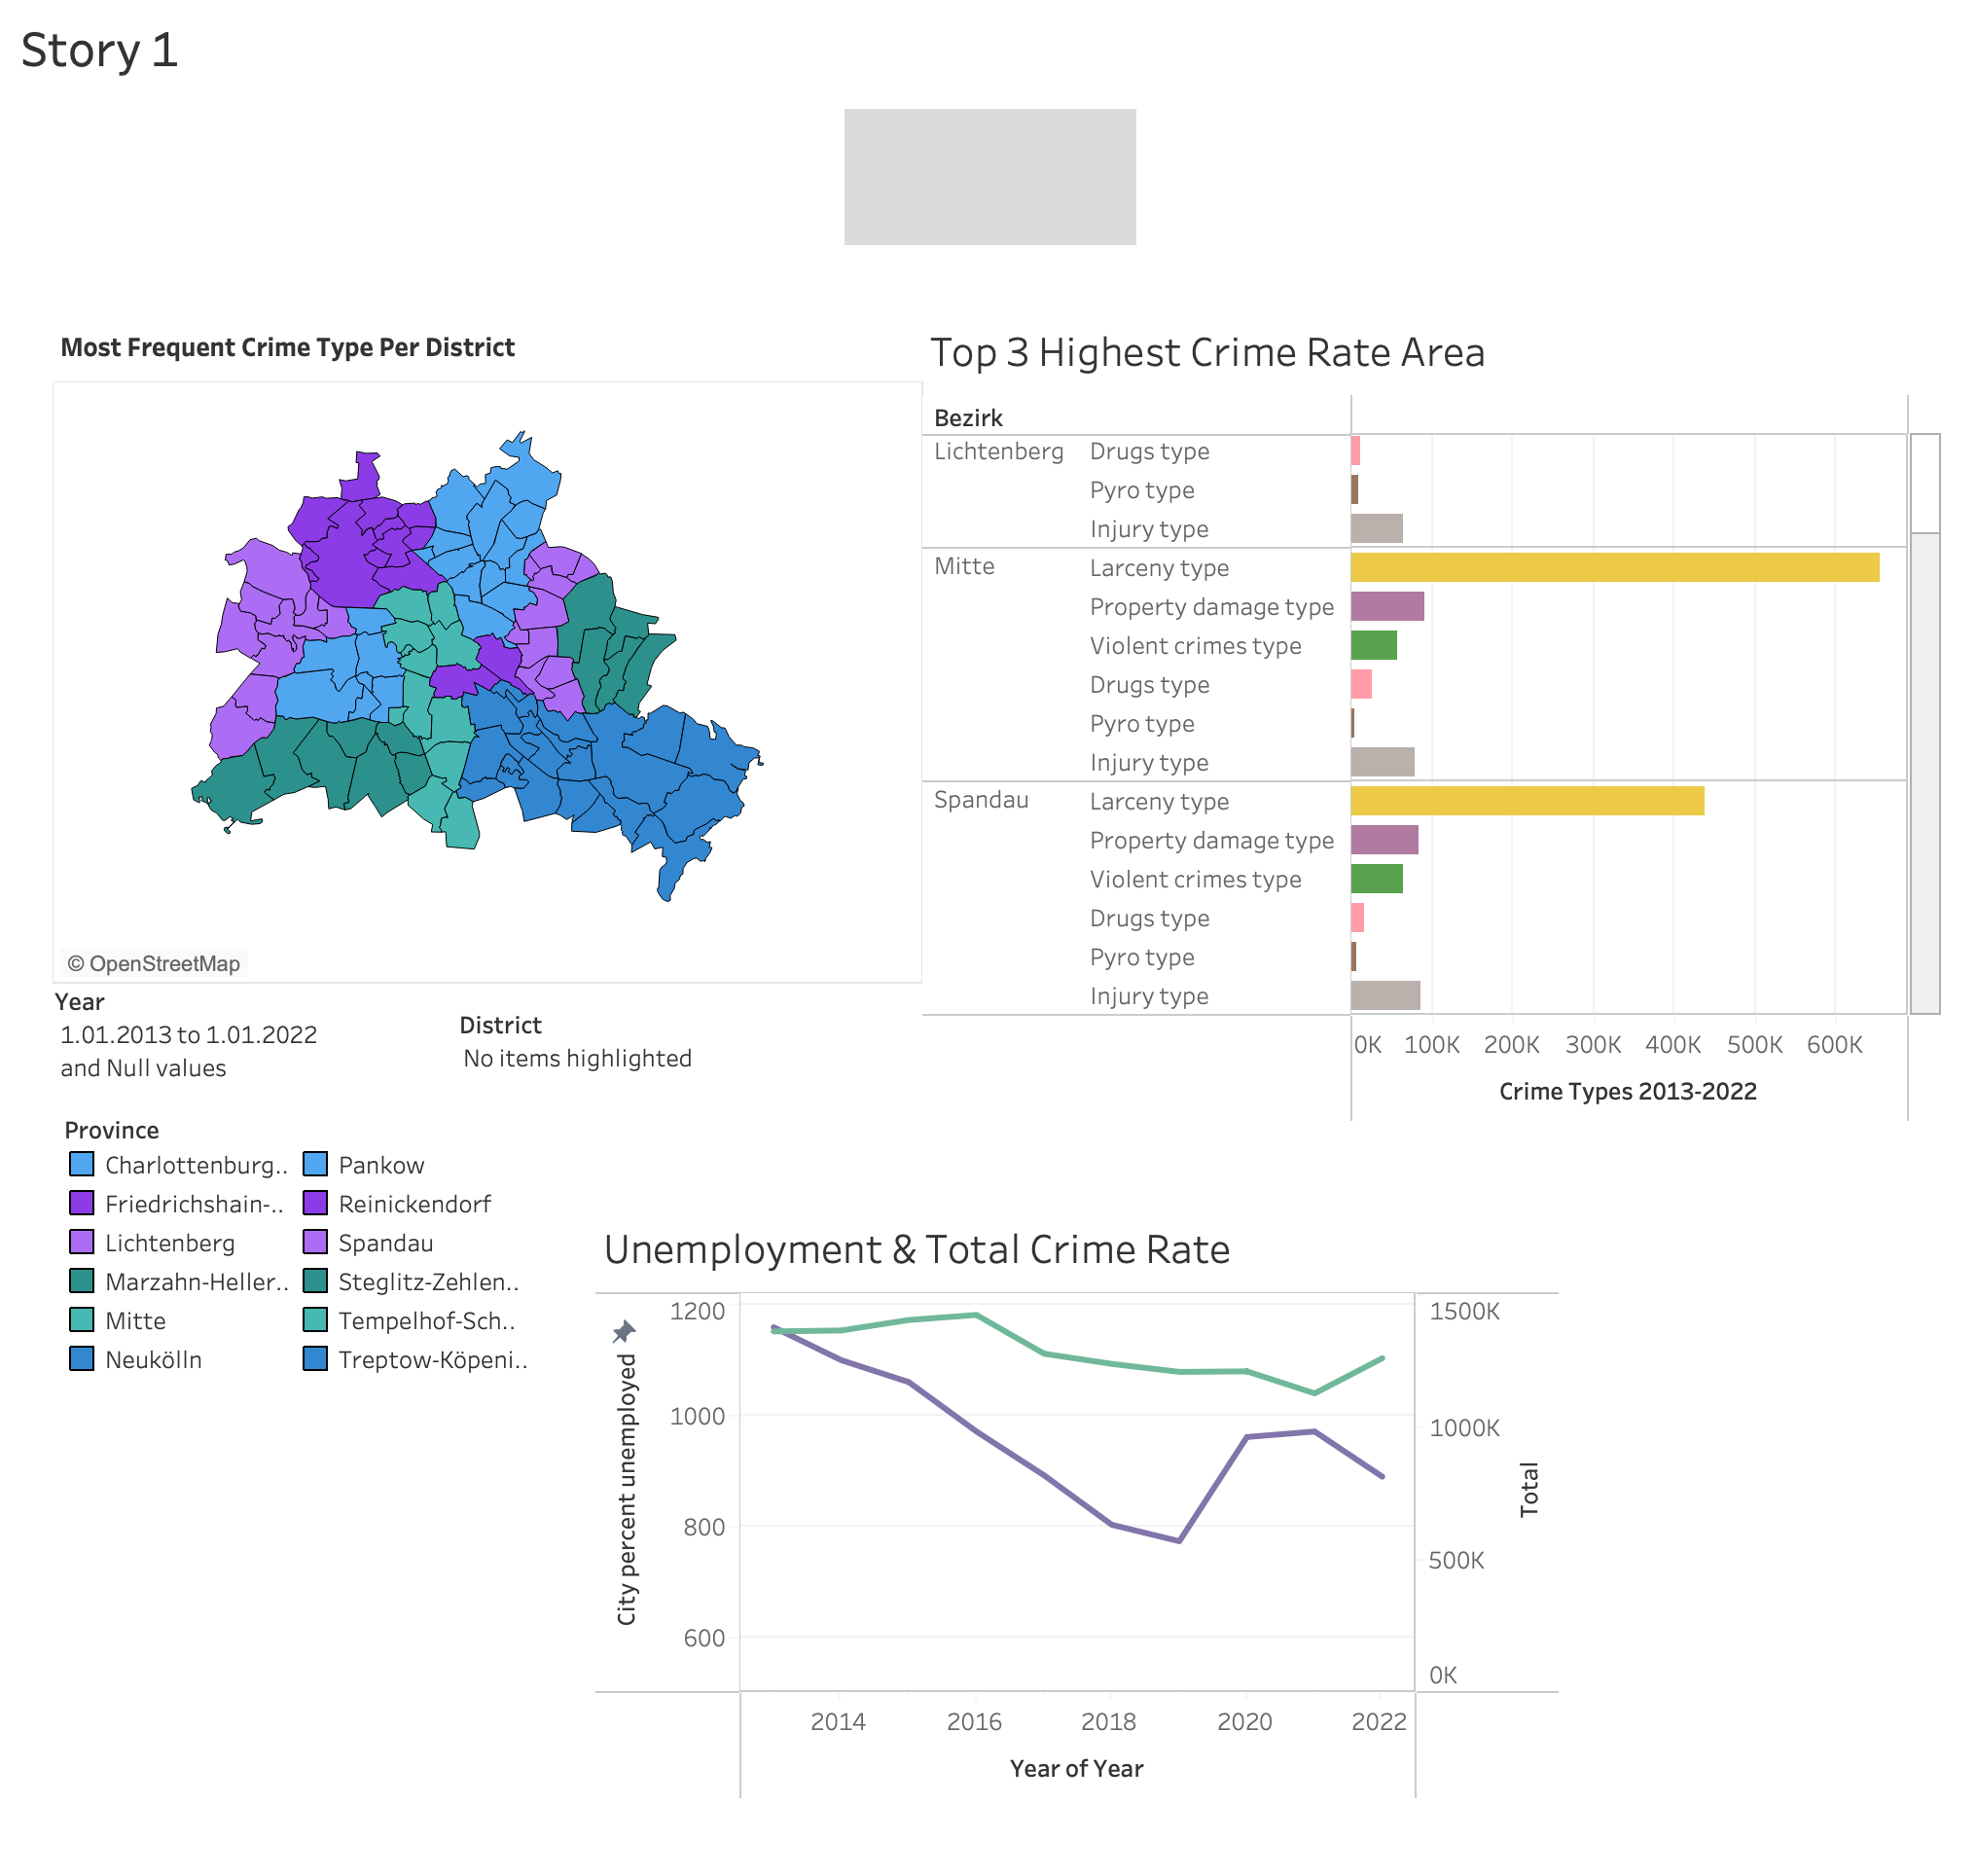 Story 1
Most Frequent Crime Type Per District
© OpenStreetMap
Year
1.01.2013 to 1.01.2022
and Null values
District
No items highlighted
Province
Charlottenburg..
Pankow
Friedrichshain-..
Reinickendorf
Lichtenberg
Spandau
Marzahn-Heller..
Steglitz-Zehlen..
Mitte
Tempelhof-Sch..
Neukölln
Treptow-Köpeni..
Top 3 Highest Crime Rate Area
Bezirk
Lichtenberg Drugs type
Pyro type
Injury type
Mitte Larceny type
Property damage type
Violent crimes type
Drugs type
Pyro type
Injury type
Spandau Larceny type
Property damage type
Violent crimes type
Drugs type
Pyro type
Injury type
0K 100K 200K 300K 400K 500K 600K
Crime Types 2013-2022
Unemployment & Total Crime Rate
City percent unemployed
1200
1000
800
600
1500K
1000K
500K
0K
Total
2014 2016 2018 2020 2022
Year of Year